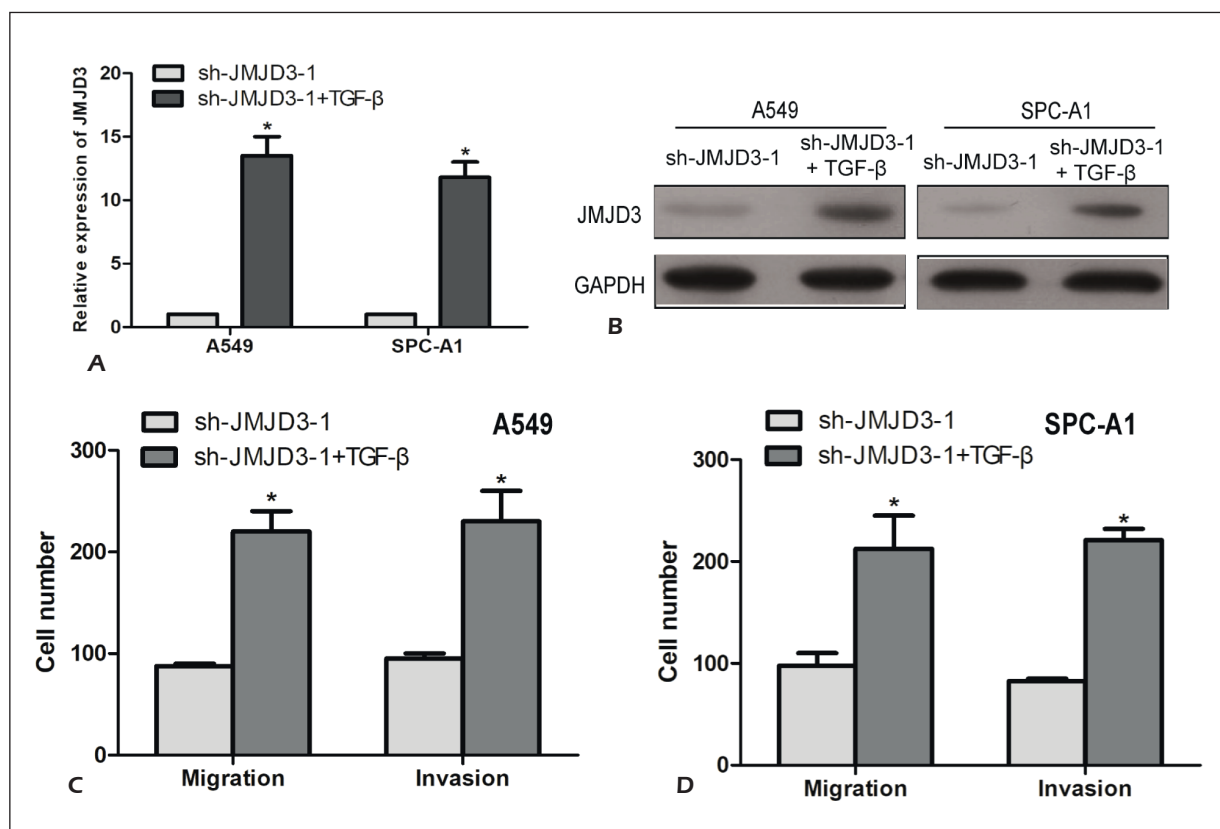 sh-JMJD3-1
sh-JMJD3-1+TGF-β
Relative expression of JMJD3
20
15
10
5
0
*
*
A549
SPC-A1
A
A549
SPC-A1
sh-JMJD3-1
sh-JMJD3-1
+ TGF-β
sh-JMJD3-1
sh-JMJD3-1
+ TGF-β
JMJD3
GAPDH
B
sh-JMJD3-1
sh-JMJD3-1+TGF-β
A549
Cell number
300
200
100
0
*
*
Migration
Invasion
C
sh-JMJD3-1
sh-JMJD3-1+TGF-β
SPC-A1
Cell number
300
200
100
0
*
*
Migration
Invasion
D